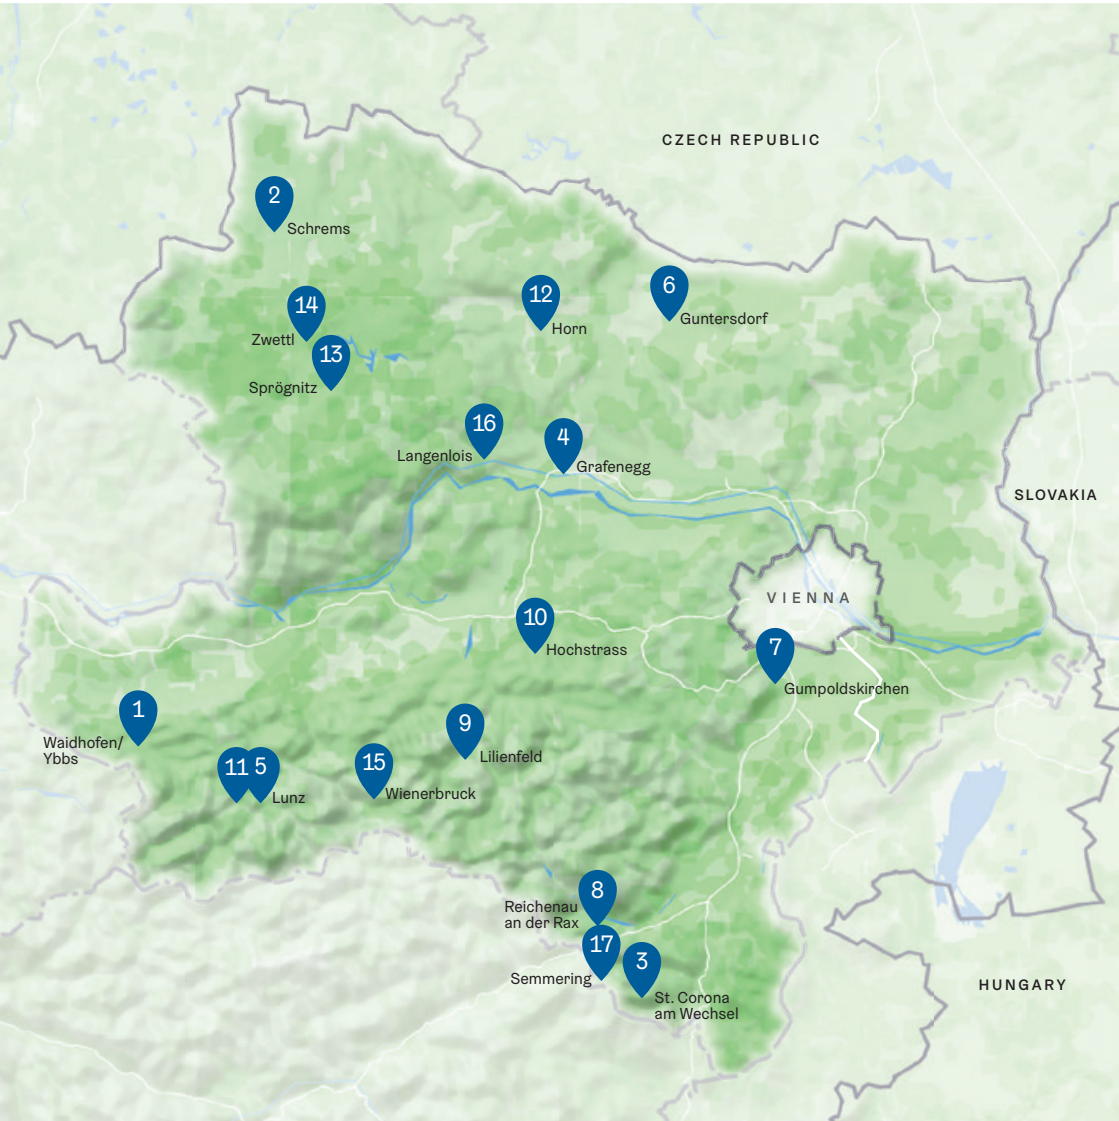 CZECH REPUBLIC
2
Schrems
14
Zwettl
13
Sprögnitz
12
Horn
6
Guntersdorf
16
Langenlois
4
Grafenegg
SLOVAKIA
VIENNA
10
Hochstrass
7
Gumpoldskirchen
1
Waidhofen/
Ybbs
9
Lilienfeld
11 5
Lunz
15
Wienerbruck
8
Reichenau
an der Rax
17
Semmering
3
St. Corona
am Wechsel
HUNGARY